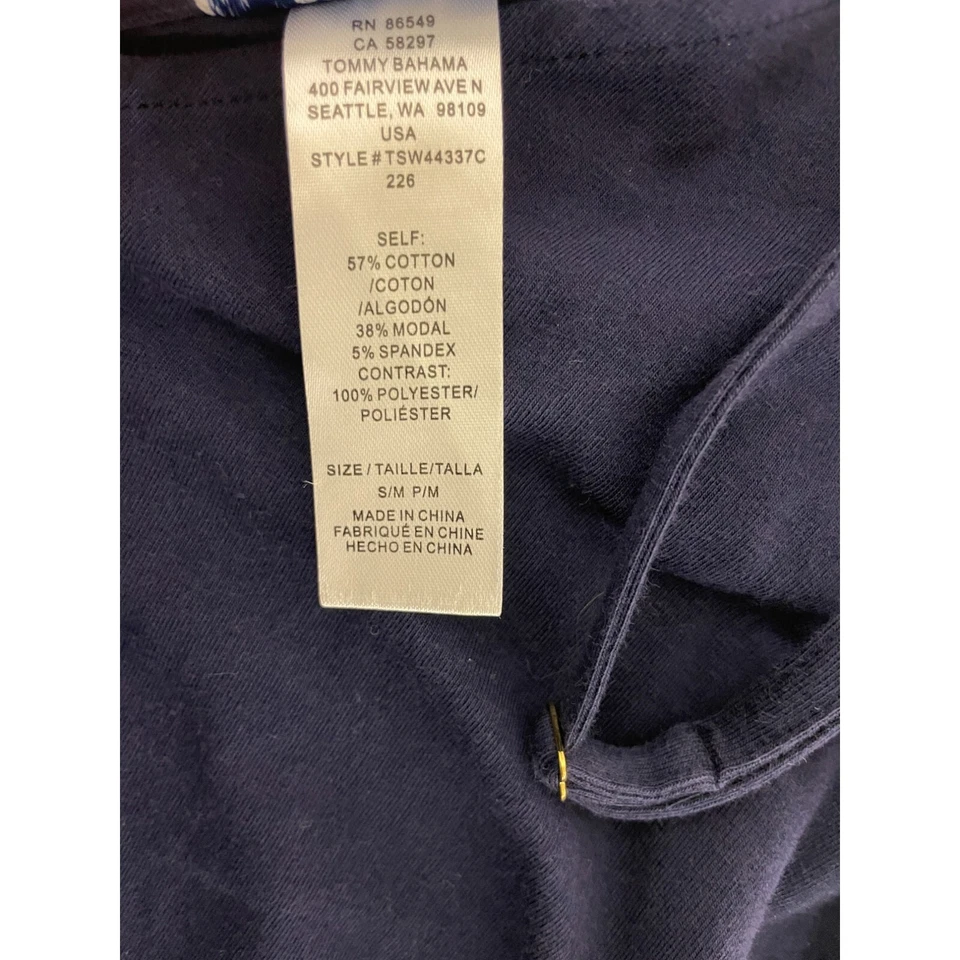 RN 86549
CA 58297
TOMMY BAHAMA
400 FAIRVIEW AVE N
SEATTLE, WA 98109
USA
STYLE # TSW44337C
226
SELF:
57% COTTON
/COTON
/ALGODÓN
38% MODAL
5% SPANDEX
CONTRAST:
100% POLYESTER/
POLIÉSTER
SIZE / TAILLE/TALLA
S/M P/M
MADE IN CHINA
FABRIQUÉ EN CHINE
HECHO EN CHINA